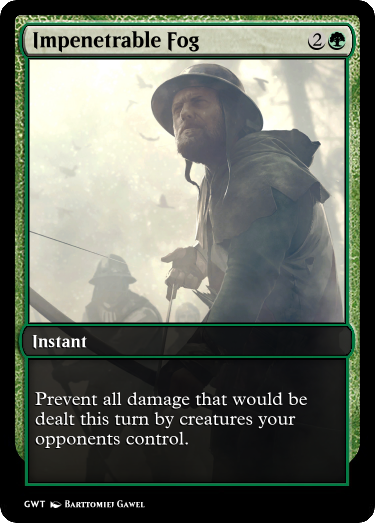 Impenetrable Fog 2
Instant
Prevent all damage that would be
dealt this turn by creatures your
opponents control.
GWT Barttomiej Gawel